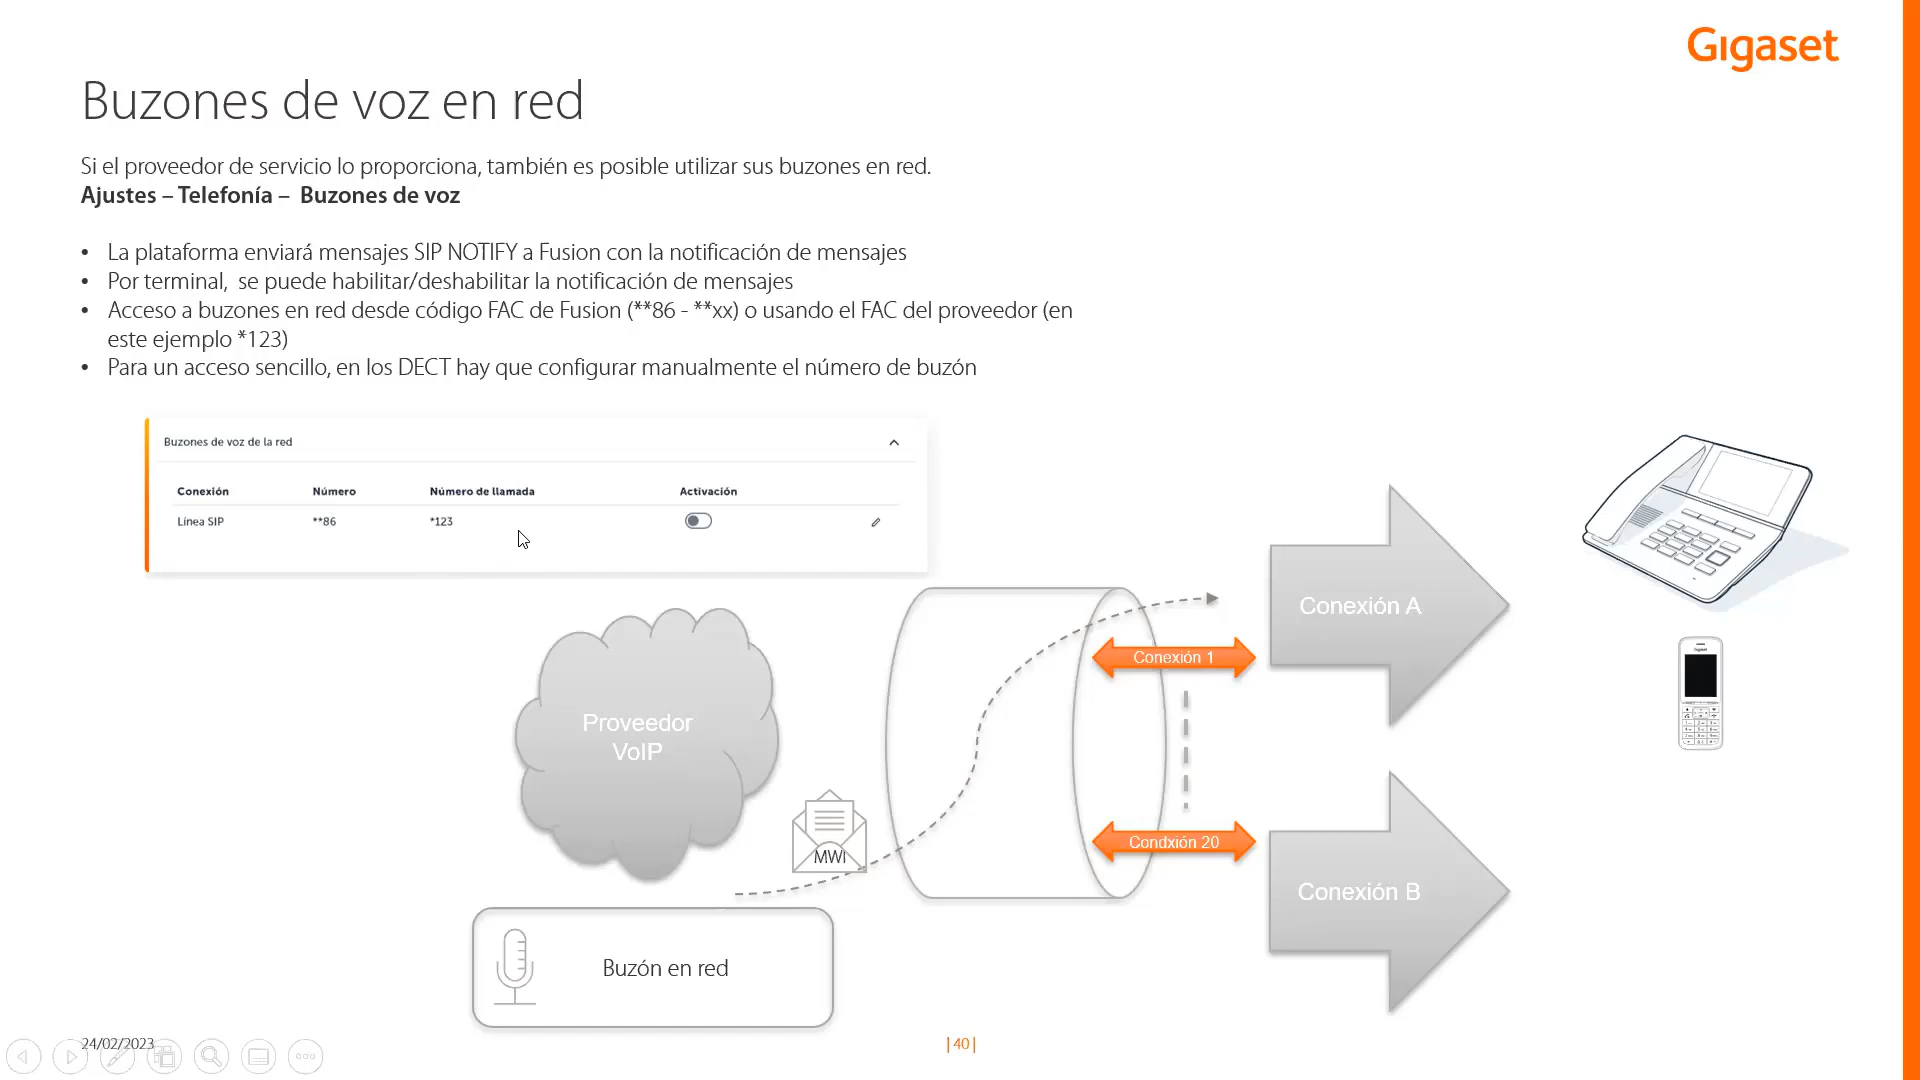 Gigaset
Buzones de voz en red
Si el proveedor de servicio lo proporciona, también es posible utilizar sus buzones en red.
Ajustes – Telefonía – Buzones de voz
• La plataforma enviará mensajes SIP NOTIFY a Fusion con la notificación de mensajes
• Por terminal, se puede habilitar/deshabilitar la notificación de mensajes
• Acceso a buzones en red desde código FAC de Fusion (**86 - **xx) o usando el FAC del proveedor (en
este ejemplo *123)
• Para un acceso sencillo, en los DECT hay que configurar manualmente el número de buzón
Buzones de voz de la red
Conexión Número Número de llamada Activación
Línea SIP **86 *123
Conexión A
Conexión 1
Proveedor
VoIP
MWI
Condxión 20
Conexión B
Buzón en red
24/02/2023
|40|